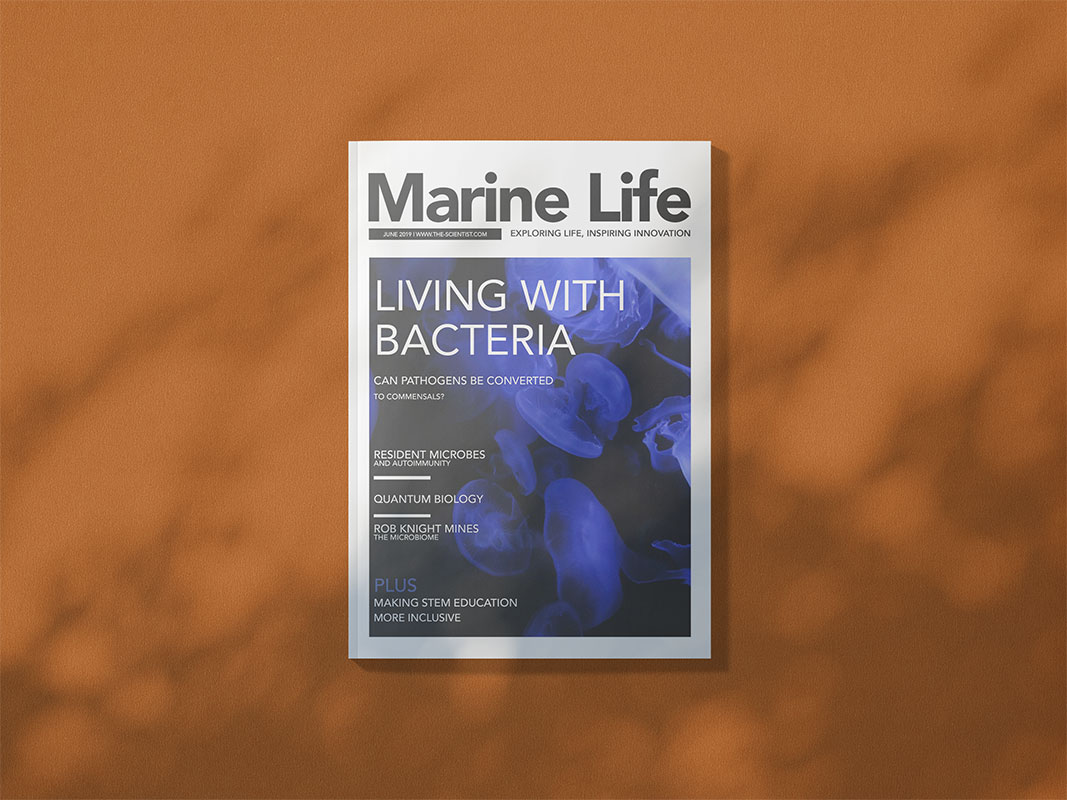 Marine Life
JUNE 2019 | WWW.THE-SCIENTIST.COM
EXPLORING LIFE, INSPIRING INNOVATION
LIVING WITH
BACTERIA
CAN PATHOGENS BE CONVERTED
TO COMMENSALS?
RESIDENT MICROBES
AND AUTOIMMUNITY
QUANTUM BIOLOGY
ROB KNIGHT MINES
THE MICROBIOME
PLUS
MAKING STEM EDUCATION
MORE INCLUSIVE